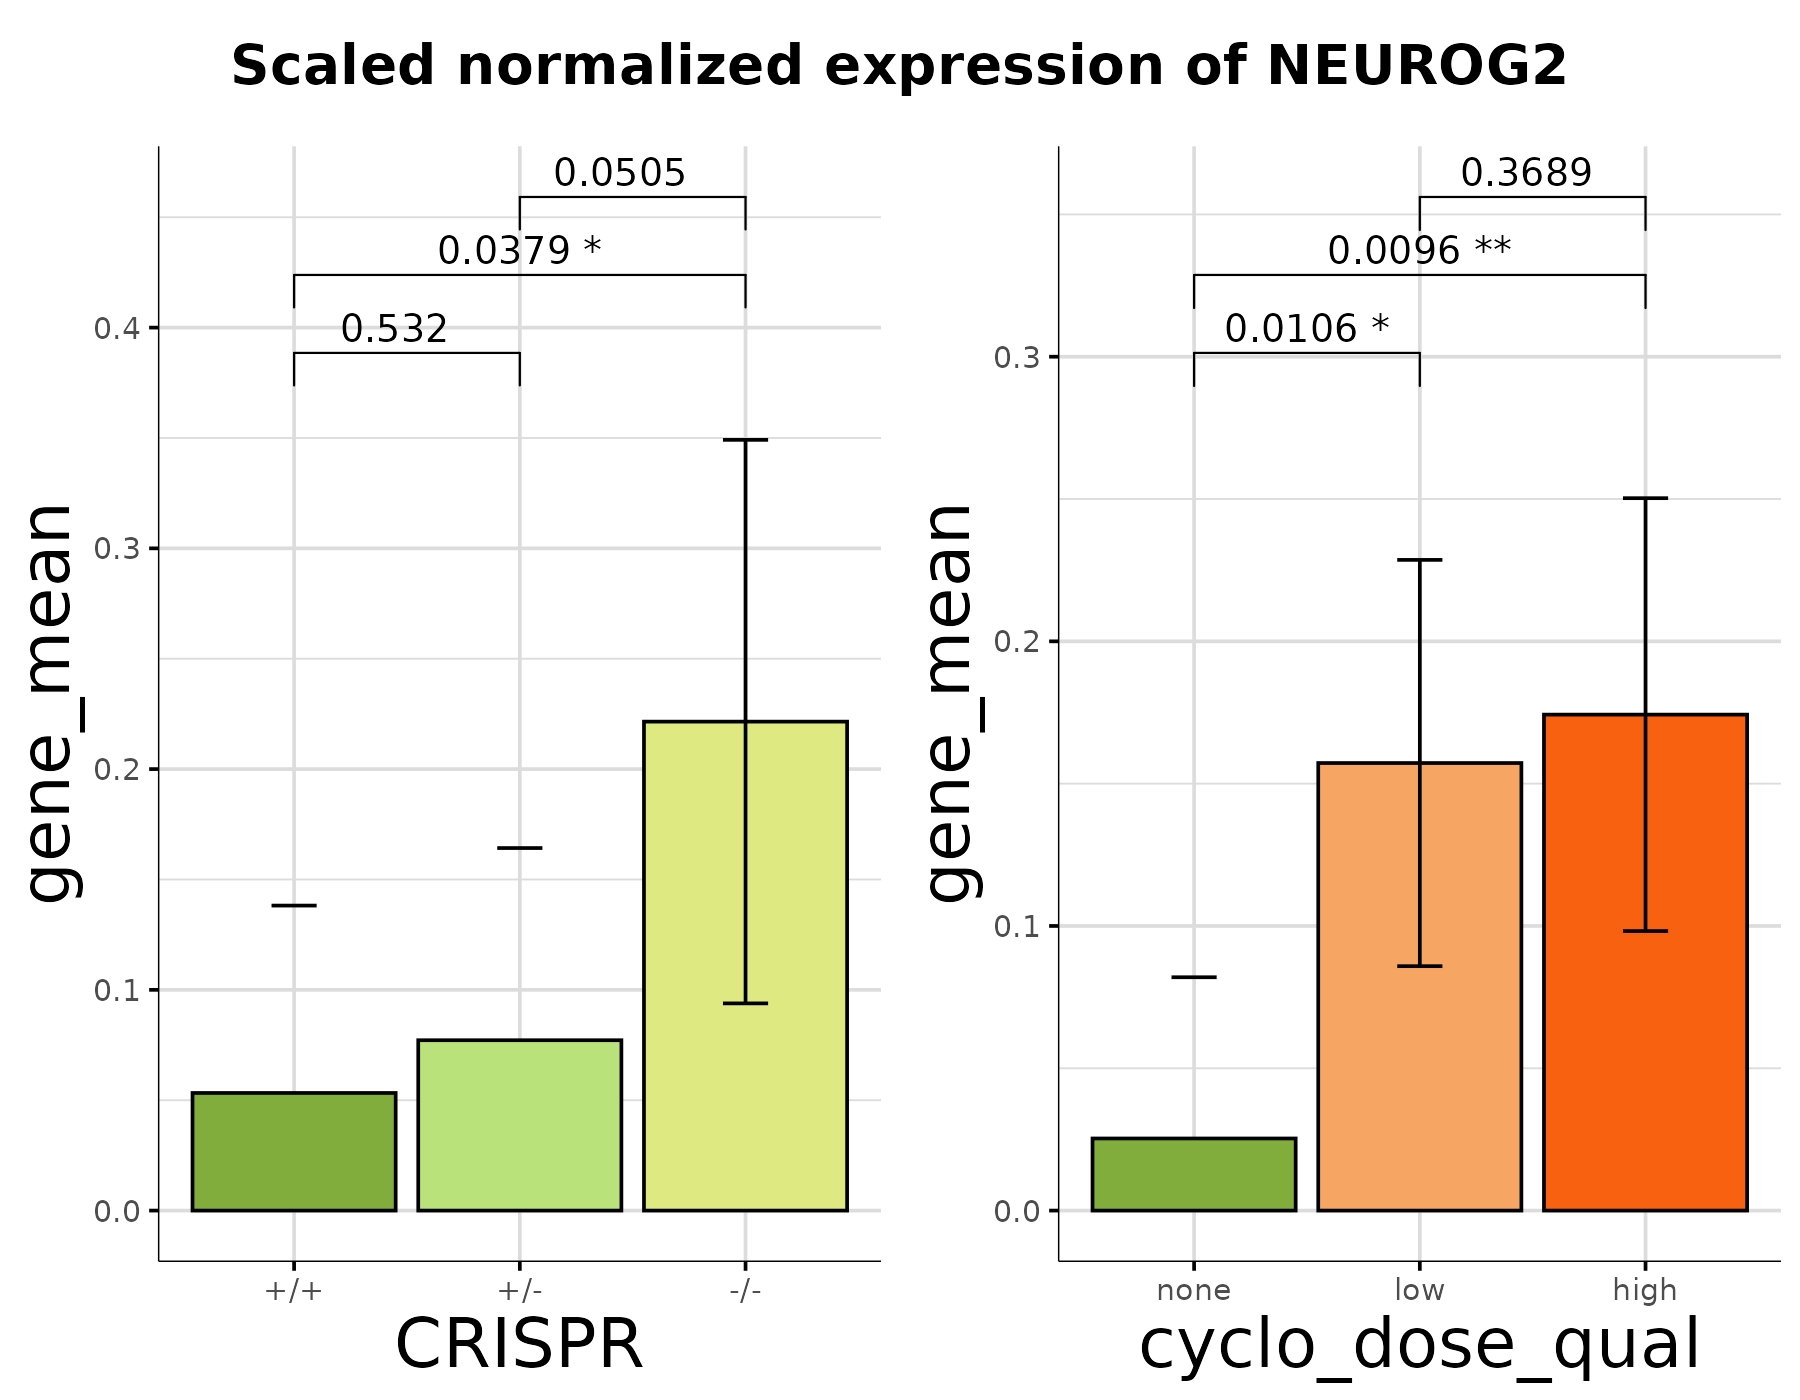 Scaled normalized expression of NEUROG2
gene_mean
0.4
0.3
0.2
0.1
0.0
0.0505
0.0379 *
0.532
+/+
+/-
-/-
CRISPR
gene_mean
0.3
0.2
0.1
0.0
0.3689
0.0096 **
0.0106 *
none
low
high
cyclo_dose_qual